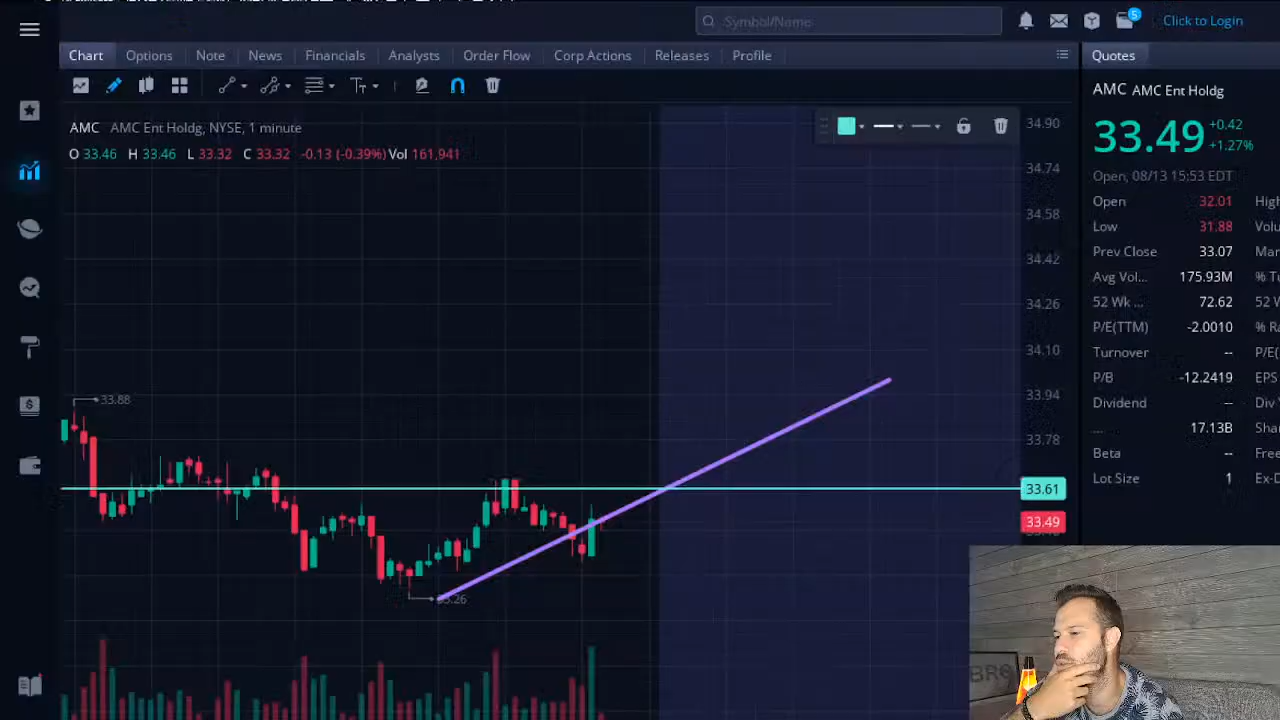 Symbol/Name
5
Click to Login
Chart Options Note News Financials Analysts Order Flow Corp Actions Releases Profile
Quotes
AMC AMC Ent Holdg, NYSE, 1 minute
O 33.46 H 33.46 L 33.32 C 33.32 -0.13 (-0.39%) Vol 161,941
34.90
34.74
34.58
34.42
34.26
34.10
33.94
33.78
33.61
33.49
33.88
AMC AMC Ent Holdg
33.49 +0.42
+1.27%
Open, 08/13 15:53 EDT
Open 32.01 High
Low 31.88
Prev Close 33.07
Avg Vol... 175.93M
52 Wk ... 72.62
P/E(TTM) -2.0010
Turnover --
P/B -12.2419
Dividend --
... 17.13B
Beta --
Lot Size 1
BRO